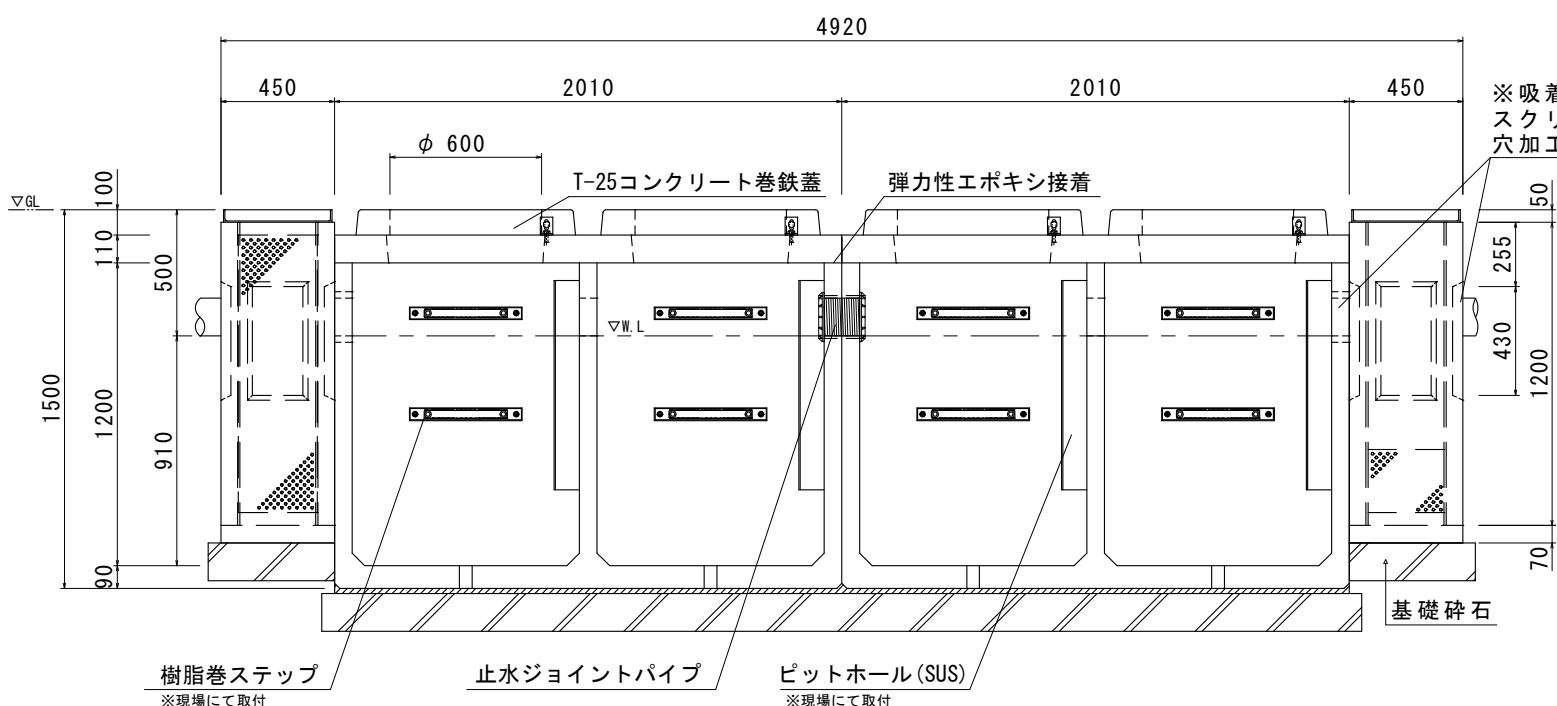 4920
450
2010
2010
450
※吸着
スクリ
穴加工
φ 600
T-25コンクリート巻鉄蓋
弾力性エポキシ接着
▽GL
100
110
500
1500
1200
910
90
▽W.L
50
255
430
1200
70
基礎砕石
樹脂巻ステップ
※現場にて取付
止水ジョイントパイプ
ピットホール(SUS)
※現場にて取付